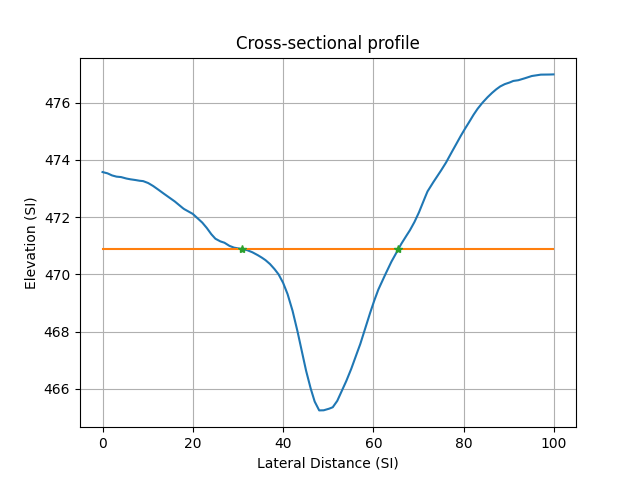 Cross-sectional profile
476
474
472
470
468
466
Elevation (SI)
0 20 40 60 80 100
Lateral Distance (SI)